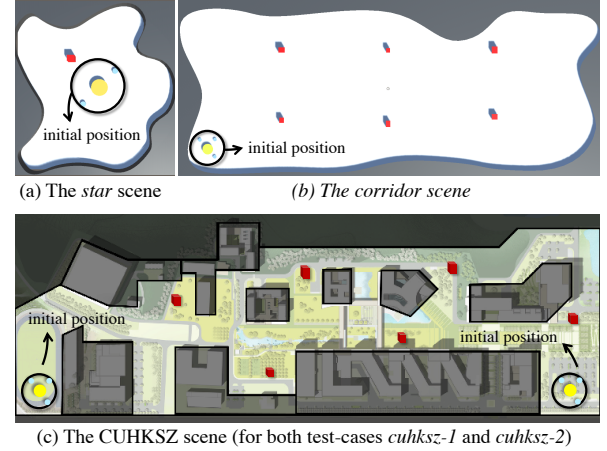 initial position
initial position
(a) The star scene
(b) The corridor scene
initial position
initial position
(c) The CUHKSZ scene (for both test-cases cuhksz-1 and cuhksz-2)